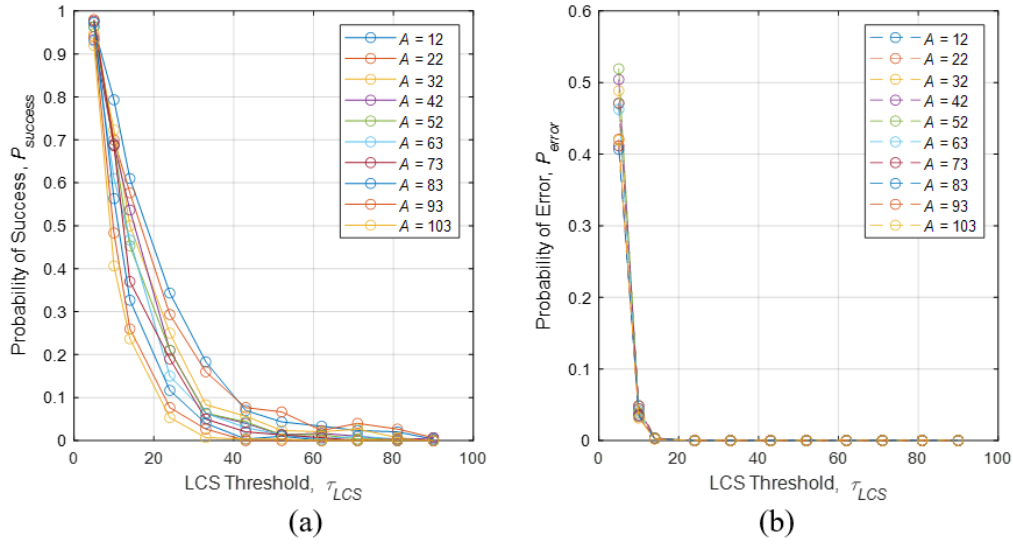 1
0.9
0.8
0.7
0.6
0.5
0.4
0.3
0.2
0.1
0
0 20 40 60 80 100
Probability of Success, P_success
LCS Threshold, τ_LCS
A = 12
A = 22
A = 32
A = 42
A = 52
A = 63
A = 73
A = 83
A = 93
A = 103
(a)
0.6
0.5
0.4
0.3
0.2
0.1
0
0 20 40 60 80 100
Probability of Error, P_error
LCS Threshold, τ_LCS
A = 12
A = 22
A = 32
A = 42
A = 52
A = 63
A = 73
A = 83
A = 93
A = 103
(b)